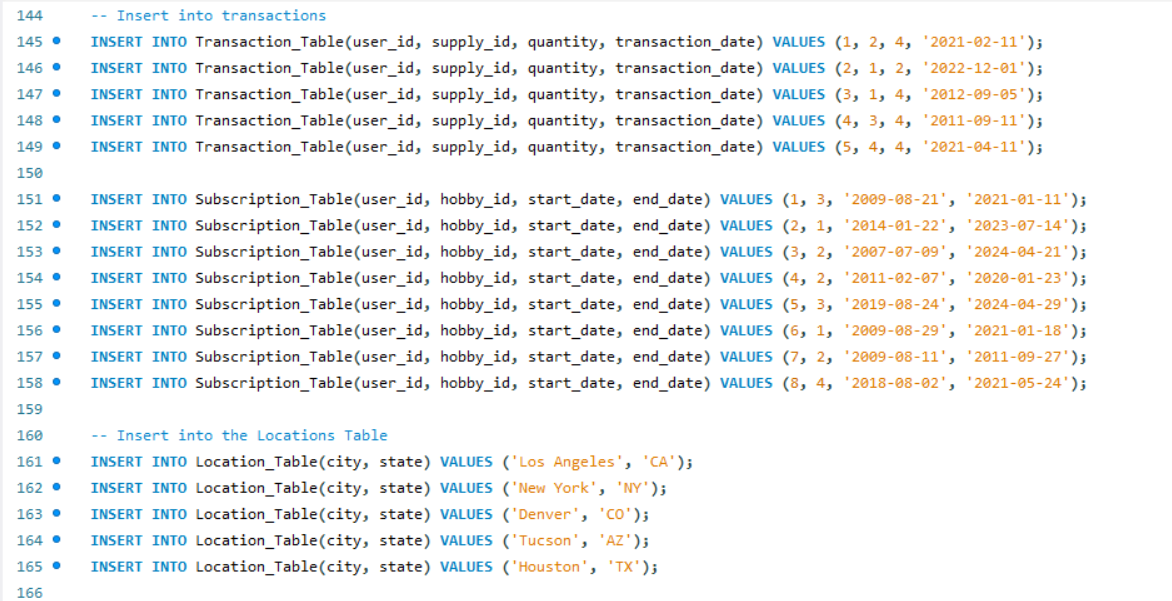 144 -- Insert into transactions
145 INSERT INTO Transaction_Table(user_id, supply_id, quantity, transaction_date) VALUES (1, 2, 4, '2021-02-11');
146 INSERT INTO Transaction_Table(user_id, supply_id, quantity, transaction_date) VALUES (2, 1, 2, '2022-12-01');
147 INSERT INTO Transaction_Table(user_id, supply_id, quantity, transaction_date) VALUES (3, 1, 4, '2012-09-05');
148 INSERT INTO Transaction_Table(user_id, supply_id, quantity, transaction_date) VALUES (4, 3, 4, '2011-09-11');
149 INSERT INTO Transaction_Table(user_id, supply_id, quantity, transaction_date) VALUES (5, 4, 4, '2021-04-11');
150
151 INSERT INTO Subscription_Table(user_id, hobby_id, start_date, end_date) VALUES (1, 3, '2009-08-21', '2021-01-11');
152 INSERT INTO Subscription_Table(user_id, hobby_id, start_date, end_date) VALUES (2, 1, '2014-01-22', '2023-07-14');
153 INSERT INTO Subscription_Table(user_id, hobby_id, start_date, end_date) VALUES (3, 2, '2007-07-09', '2024-04-21');
154 INSERT INTO Subscription_Table(user_id, hobby_id, start_date, end_date) VALUES (4, 2, '2011-02-07', '2020-01-23');
155 INSERT INTO Subscription_Table(user_id, hobby_id, start_date, end_date) VALUES (5, 3, '2019-08-24', '2024-04-29');
156 INSERT INTO Subscription_Table(user_id, hobby_id, start_date, end_date) VALUES (6, 1, '2009-08-29', '2021-01-18');
157 INSERT INTO Subscription_Table(user_id, hobby_id, start_date, end_date) VALUES (7, 2, '2009-08-11', '2011-09-27');
158 INSERT INTO Subscription_Table(user_id, hobby_id, start_date, end_date) VALUES (8, 4, '2018-08-02', '2021-05-24');
159
160 -- Insert into the Locations Table
161 INSERT INTO Location_Table(city, state) VALUES ('Los Angeles', 'CA');
162 INSERT INTO Location_Table(city, state) VALUES ('New York', 'NY');
163 INSERT INTO Location_Table(city, state) VALUES ('Denver', 'CO');
164 INSERT INTO Location_Table(city, state) VALUES ('Tucson', 'AZ');
165 INSERT INTO Location_Table(city, state) VALUES ('Houston', 'TX');
166